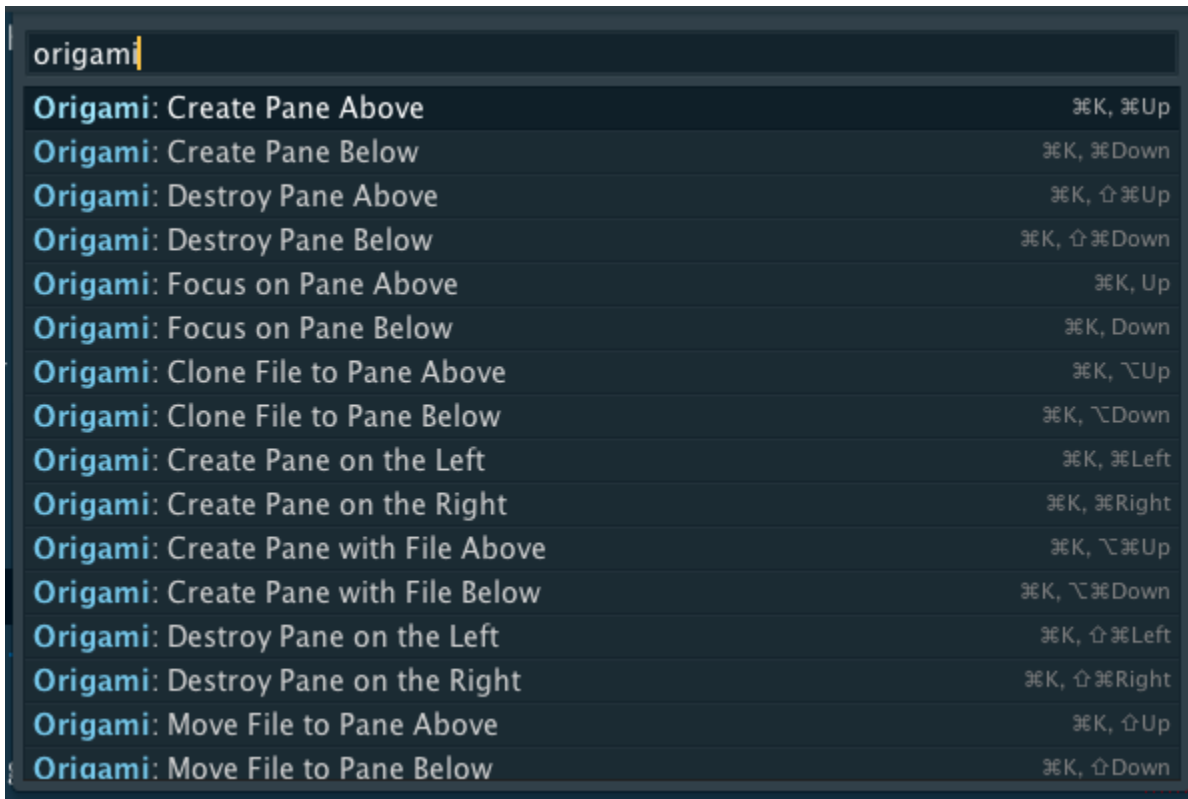 origami
Origami: Create Pane Above ⌘K, ⌘Up
Origami: Create Pane Below ⌘K, ⌘Down
Origami: Destroy Pane Above ⌘K, ⇧⌘Up
Origami: Destroy Pane Below ⌘K, ⇧⌘Down
Origami: Focus on Pane Above ⌘K, Up
Origami: Focus on Pane Below ⌘K, Down
Origami: Clone File to Pane Above ⌘K, ⌥Up
Origami: Clone File to Pane Below ⌘K, ⌥Down
Origami: Create Pane on the Left ⌘K, ⌘Left
Origami: Create Pane on the Right ⌘K, ⌘Right
Origami: Create Pane with File Above ⌘K, ⌥⌘Up
Origami: Create Pane with File Below ⌘K, ⌥⌘Down
Origami: Destroy Pane on the Left ⌘K, ⇧⌘Left
Origami: Destroy Pane on the Right ⌘K, ⇧⌘Right
Origami: Move File to Pane Above ⌘K, ⇧Up
Origami: Move File to Pane Below ⌘K, ⇧Down